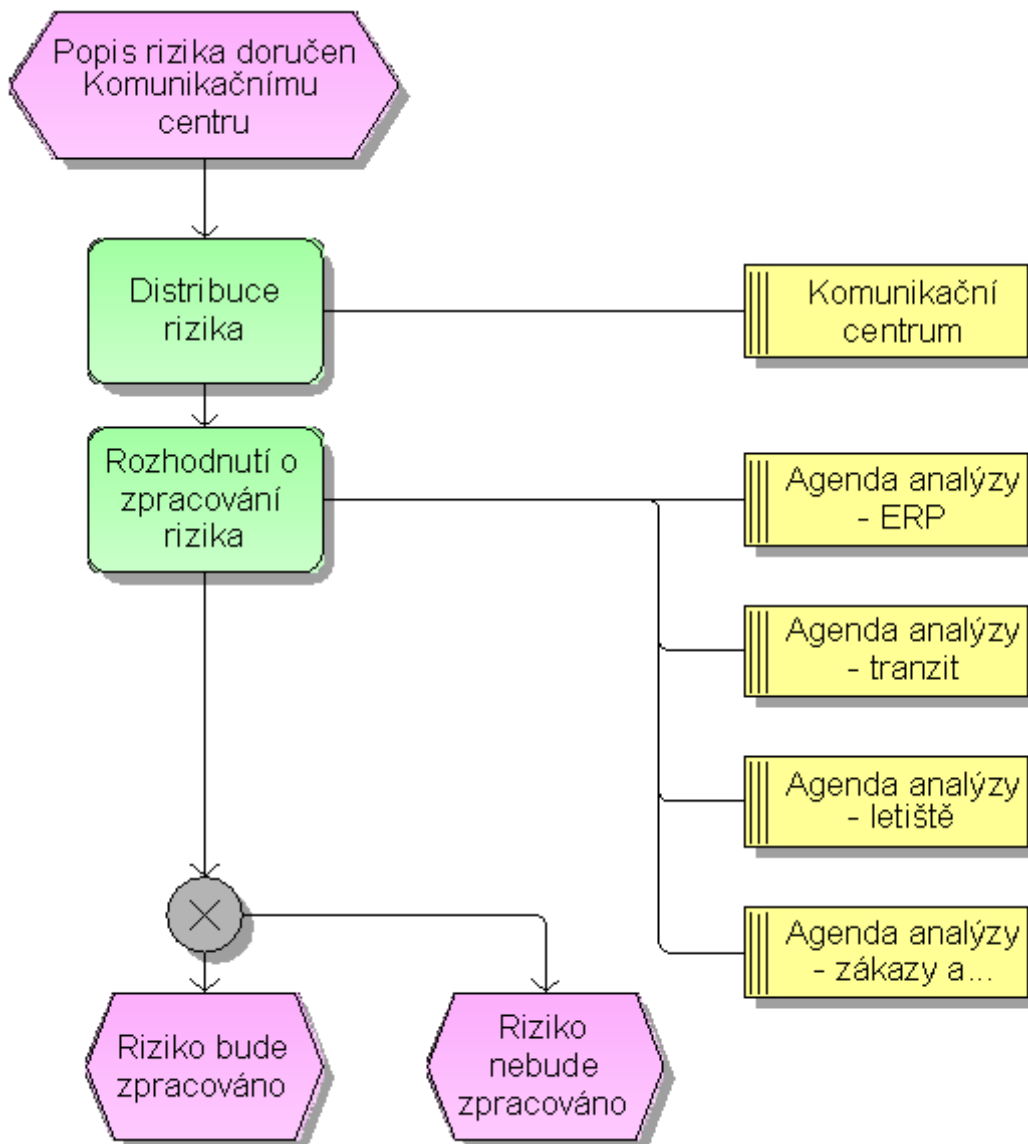 Popis rizika doručen
Komunikačnímu
centru
Distribuce
rizika
Komunikační
centrum
Rozhodnutí o
zpracování
rizika
Agenda analýzy
- ERP
Agenda analýzy
- tranzit
Agenda analýzy
- letiště
Agenda analýzy
- zákazy a...
Riziko bude
zpracováno
Riziko
nebude
zpracováno